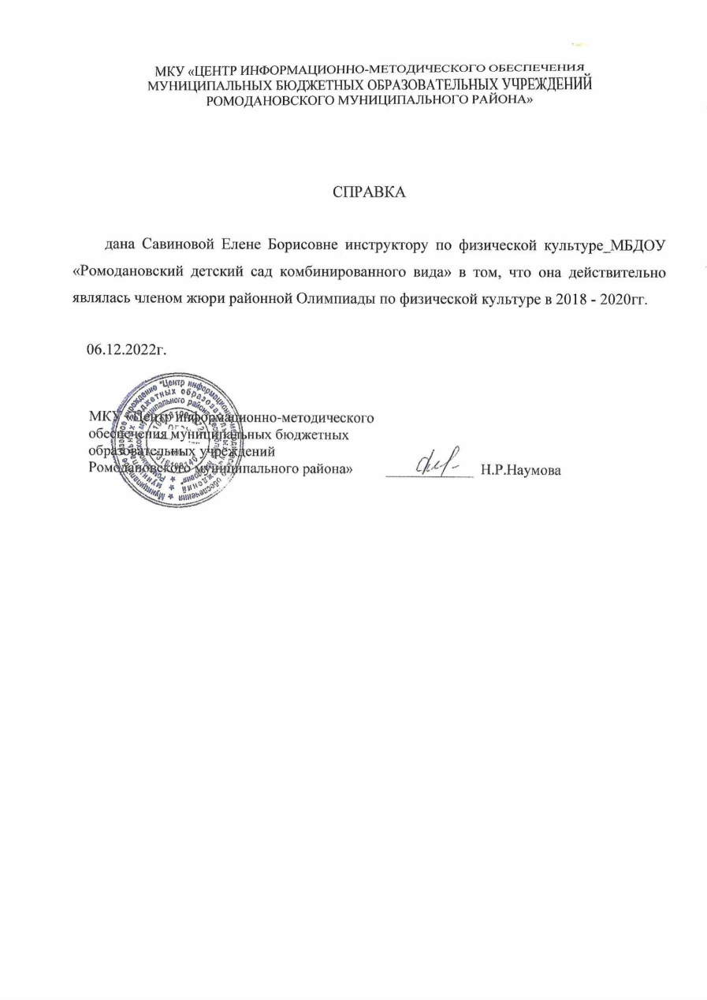 МКУ «ЦЕНТР ИНФОРМАЦИОННО-МЕТОДИЧЕСКОГО ОБЕСПЕЧЕНИЯ
МУНИЦИПАЛЬНЫХ БЮДЖЕТНЫХ ОБРАЗОВАТЕЛЬНЫХ УЧРЕЖДЕНИЙ
РОМОДАНОВСКОГО МУНИЦИПАЛЬНОГО РАЙОНА»
СПРАВКА
дана Савиновой Елене Борисовне инструктору по физической культуре_МБДОУ
«Ромодановский детский сад комбинированного вида» в том, что она действительно
являлась членом жюри районной Олимпиады по физической культуре в 2018 - 2020гг.
06.12.2022г.
МКУ «Центр информационно-методического
обеспечения муниципальных бюджетных
образовательных учреждений
Ромодановского муниципального района» Н.Р.Наумова